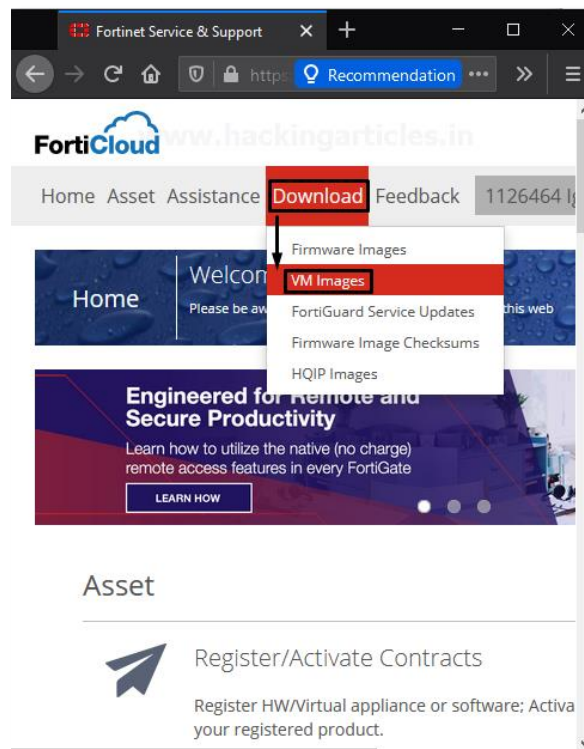 Fortinet Service & Support
https
Recommendation
www.hackingarticles.in
FortiCloud
Home Asset Assistance Download Feedback 1126464
Firmware Images
VM Images
FortiGuard Service Updates
Firmware Image Checksums
HQIP Images
Home
Welcom
Please be aw
this web
Engineered for Remote and
Secure Productivity
Learn how to utilize the native (no charge)
remote access features in every FortiGate
LEARN HOW
Asset
Register/Activate Contracts
Register HW/Virtual appliance or software; Activa
your registered product.